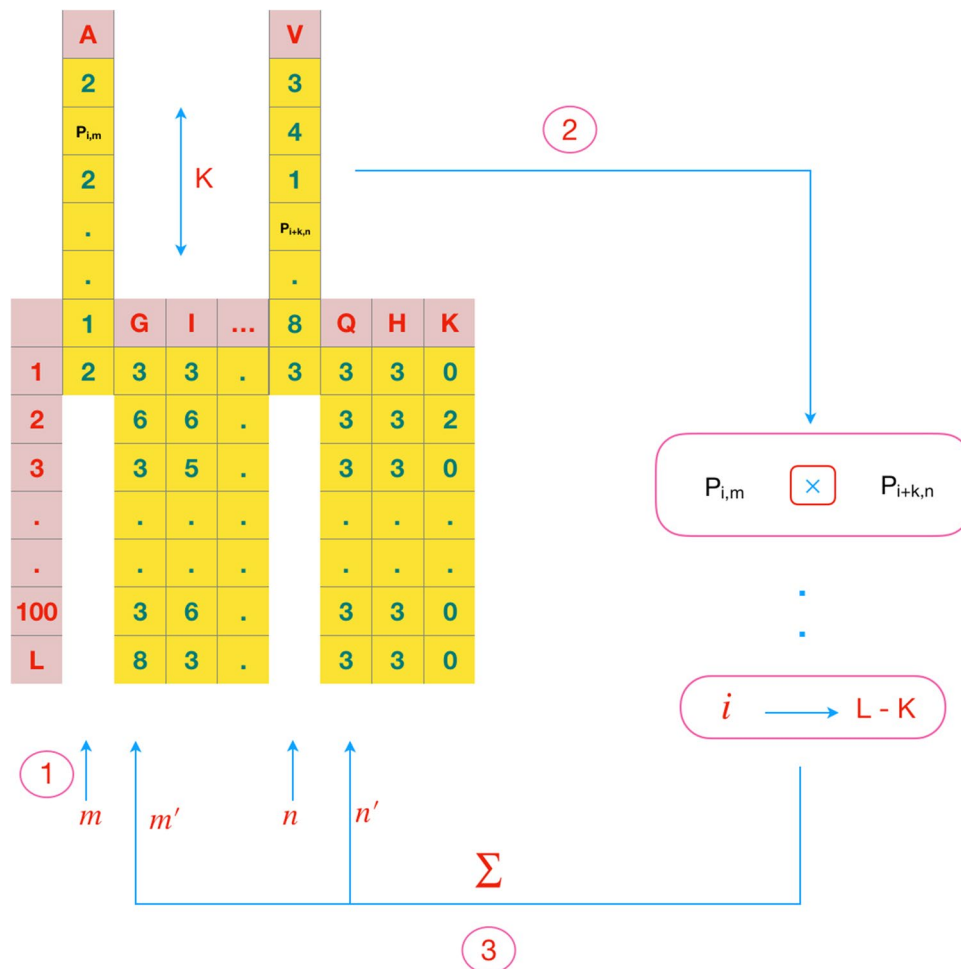 A V
2 3
P_{i,m} 4
2 1
. P_{i+k,n}
. .
K
2
1 G I ... 8 Q H K
1 2 3 3 . 3 3 3 0
2 6 6 . 3 3 2
3 3 5 . 3 3 0
. . . . . . .
. . . . . . .
100 3 6 . 3 3 0
L 8 3 . 3 3 0
P_{i,m} × P_{i+k,n}
.
.
i L - K
1
m m′ n n′
Σ
3